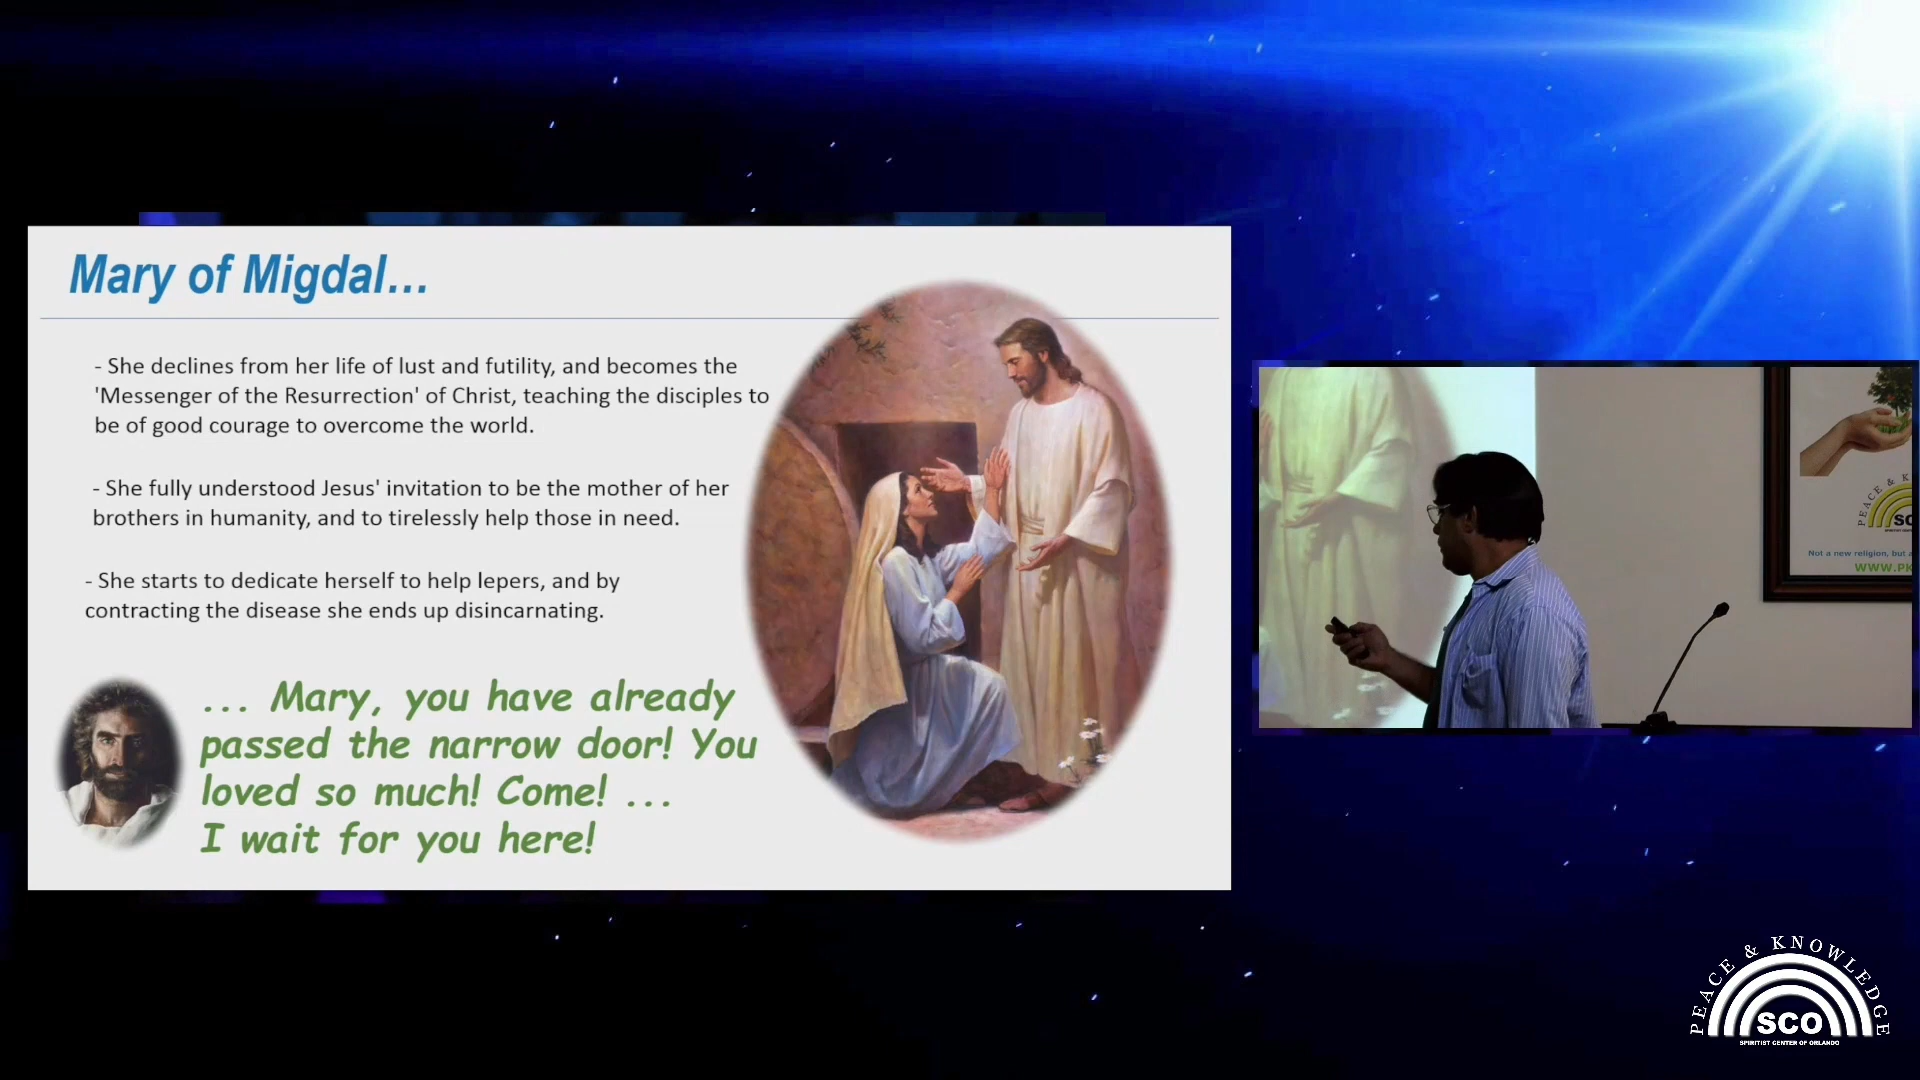 Mary of Migdal...
- She declines from her life of lust and futility, and becomes the
'Messenger of the Resurrection' of Christ, teaching the disciples to
be of good courage to overcome the world.
- She fully understood Jesus' invitation to be the mother of her
brothers in humanity, and to tirelessly help those in need.
- She starts to dedicate herself to help lepers, and by
contracting the disease she ends up disincarnating.
... Mary, you have already
passed the narrow door! You
loved so much! Come! ...
I wait for you here!
PEACE & K
SC
Not a new religion, but a
WWW.PK
PEACE & KNOWLEDGE
SCO
SPIRITIST CENTER OF ORLANDO